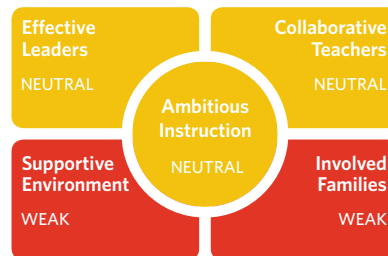 Effective
Leaders
NEUTRAL
Collaborative
Teachers
NEUTRAL
Ambitious
Instruction
NEUTRAL
Supportive
Environment
WEAK
Involved
Families
WEAK